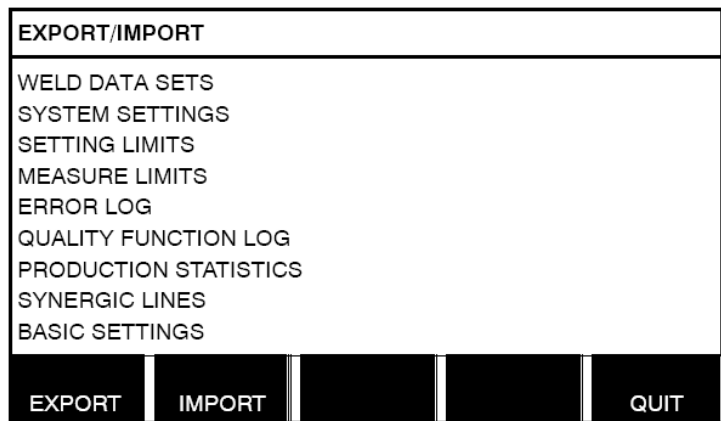 EXPORT/IMPORT
WELD DATA SETS
SYSTEM SETTINGS
SETTING LIMITS
MEASURE LIMITS
ERROR LOG
QUALITY FUNCTION LOG
PRODUCTION STATISTICS
SYNERGIC LINES
BASIC SETTINGS
EXPORT IMPORT QUIT